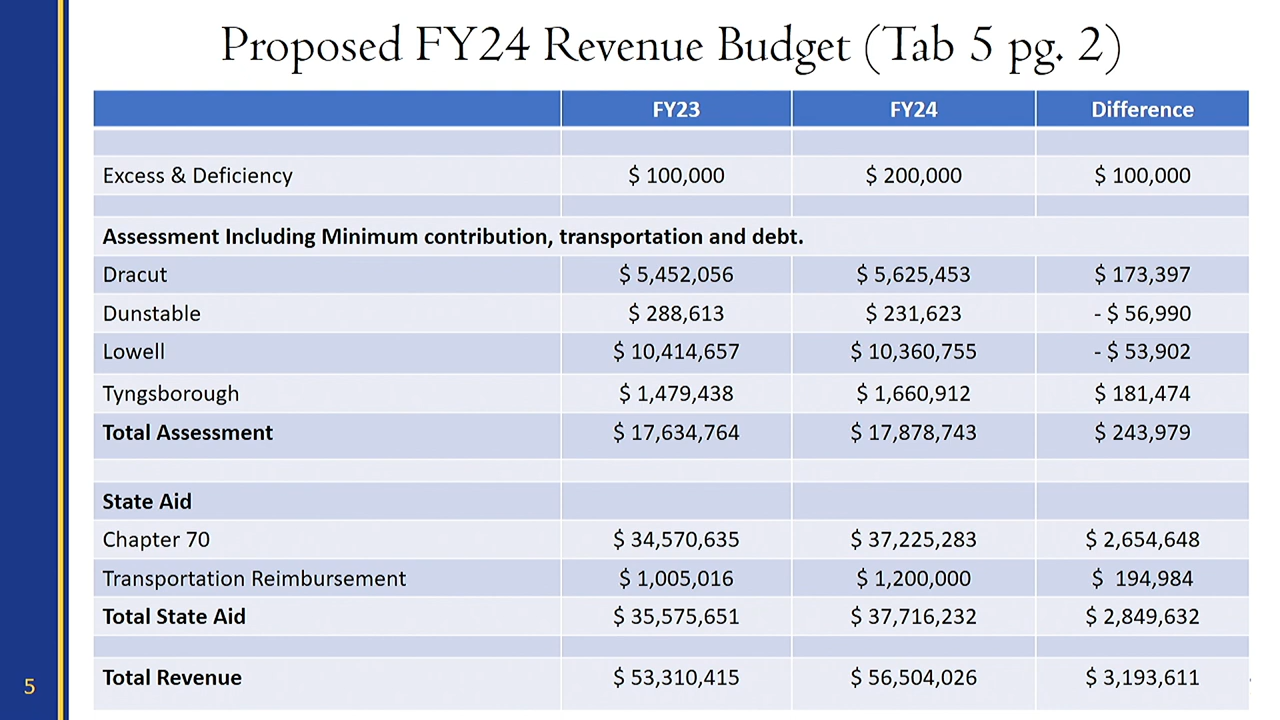 Proposed FY24 Revenue Budget (Tab 5 pg. 2)
FY23 FY24 Difference
Excess & Deficiency $ 100,000 $ 200,000 $ 100,000
Assessment Including Minimum contribution, transportation and debt.
Dracut $ 5,452,056 $ 5,625,453 $ 173,397
Dunstable $ 288,613 $ 231,623 - $ 56,990
Lowell $ 10,414,657 $ 10,360,755 - $ 53,902
Tyngsborough $ 1,479,438 $ 1,660,912 $ 181,474
Total Assessment $ 17,634,764 $ 17,878,743 $ 243,979
State Aid
Chapter 70 $ 34,570,635 $ 37,225,283 $ 2,654,648
Transportation Reimbursement $ 1,005,016 $ 1,200,000 $ 194,984
Total State Aid $ 35,575,651 $ 37,716,232 $ 2,849,632
Total Revenue $ 53,310,415 $ 56,504,026 $ 3,193,611
5